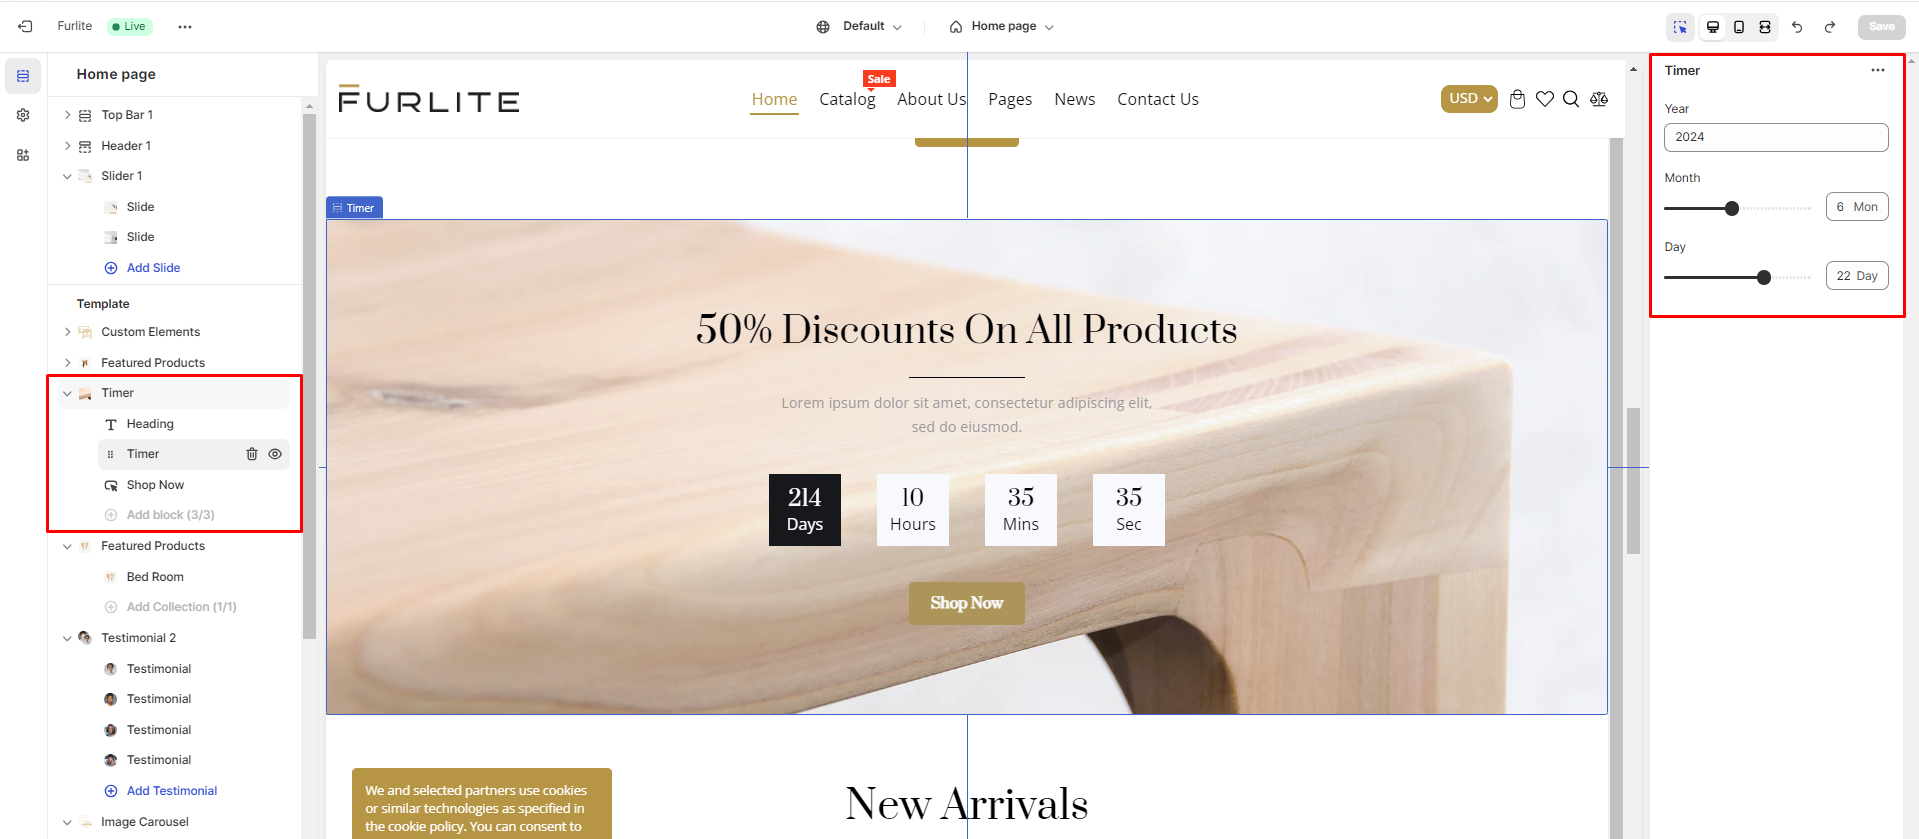 Furlite
Live
Default
Home page
Save
Home page
Top Bar 1
Header 1
Slider 1
Slide
Slide
Add Slide
Template
Custom Elements
Featured Products
Timer
Heading
Timer
Shop Now
Add block (3/3)
Featured Products
Bed Room
Add Collection (1/1)
Testimonial 2
Testimonial
Testimonial
Testimonial
Testimonial
Add Testimonial
Image Carousel
FURLITE
Sale
Home Catalog About Us Pages News Contact Us
USD
Timer
50% Discounts On All Products
Lorem ipsum dolor sit amet, consectetur adipiscing elit,
sed do eiusmod.
214 10 35 35
Days Hours Mins Sec
Shop Now
We and selected partners use cookies
or similar technologies as specified in
the cookie policy. You can consent to
New Arrivals
Timer
Year
2024
Month
6 Mon
Day
22 Day